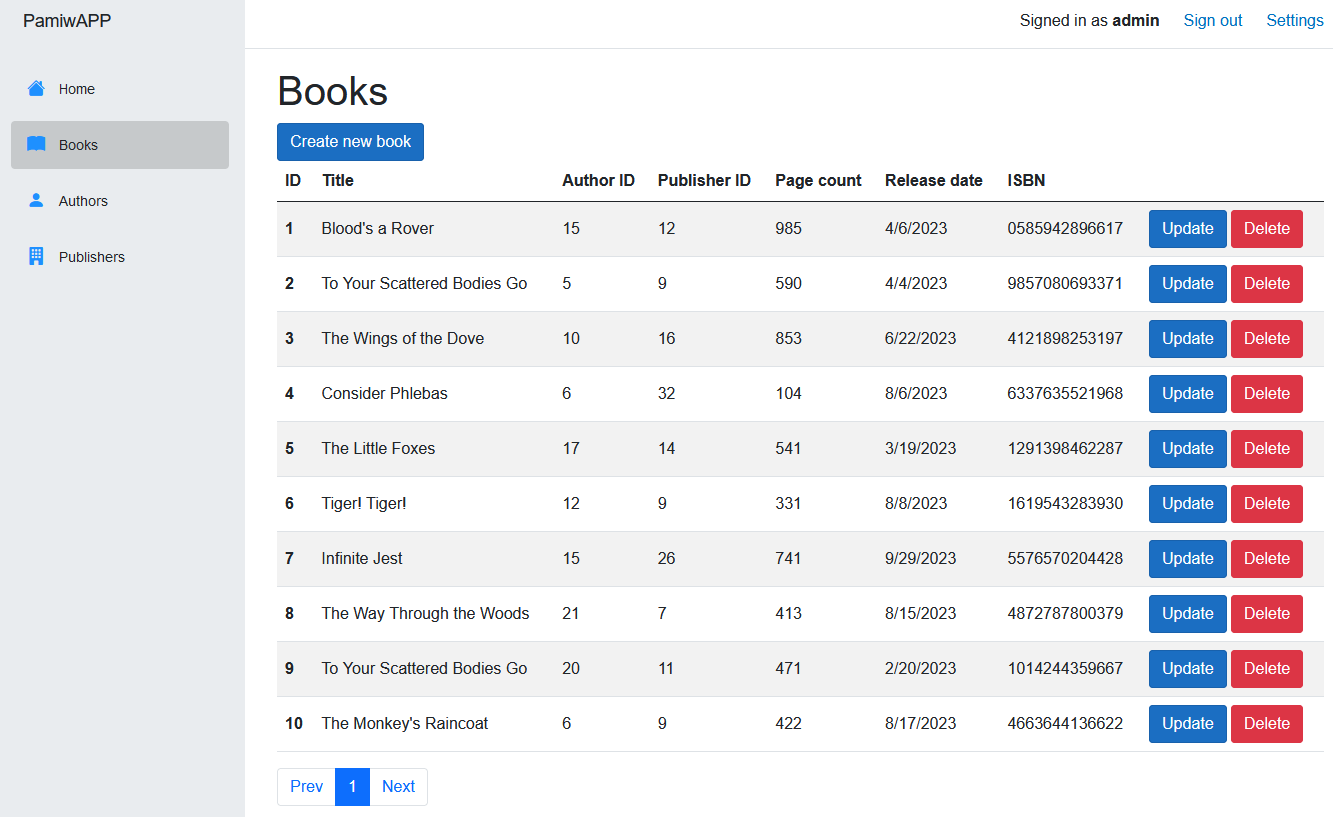 PamiwAPP
Signed in as admin Sign out Settings
Home
Books
Authors
Publishers
Books
Create new book
ID Title Author ID Publisher ID Page count Release date ISBN
1 Blood's a Rover 15 12 985 4/6/2023 0585942896617 Update Delete
2 To Your Scattered Bodies Go 5 9 590 4/4/2023 9857080693371 Update Delete
3 The Wings of the Dove 10 16 853 6/22/2023 4121898253197 Update Delete
4 Consider Phlebas 6 32 104 8/6/2023 6337635521968 Update Delete
5 The Little Foxes 17 14 541 3/19/2023 1291398462287 Update Delete
6 Tiger! Tiger! 12 9 331 8/8/2023 1619543283930 Update Delete
7 Infinite Jest 15 26 741 9/29/2023 5576570204428 Update Delete
8 The Way Through the Woods 21 7 413 8/15/2023 4872787800379 Update Delete
9 To Your Scattered Bodies Go 20 11 471 2/20/2023 1014244359667 Update Delete
10 The Monkey's Raincoat 6 9 422 8/17/2023 4663644136622 Update Delete
Prev 1 Next